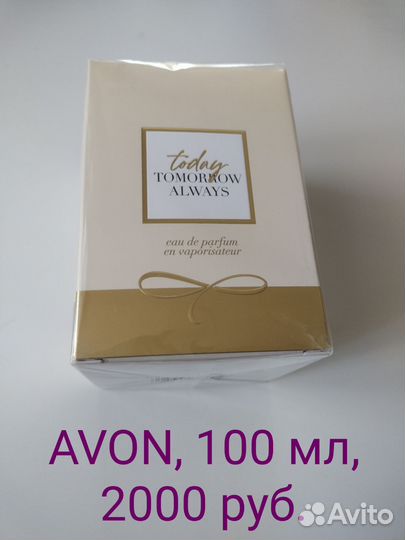 today
TOMORROW
ALWAYS
eau de parfum
en vaporisateur
AVON, 100 мл,
2000 руб.
Avito